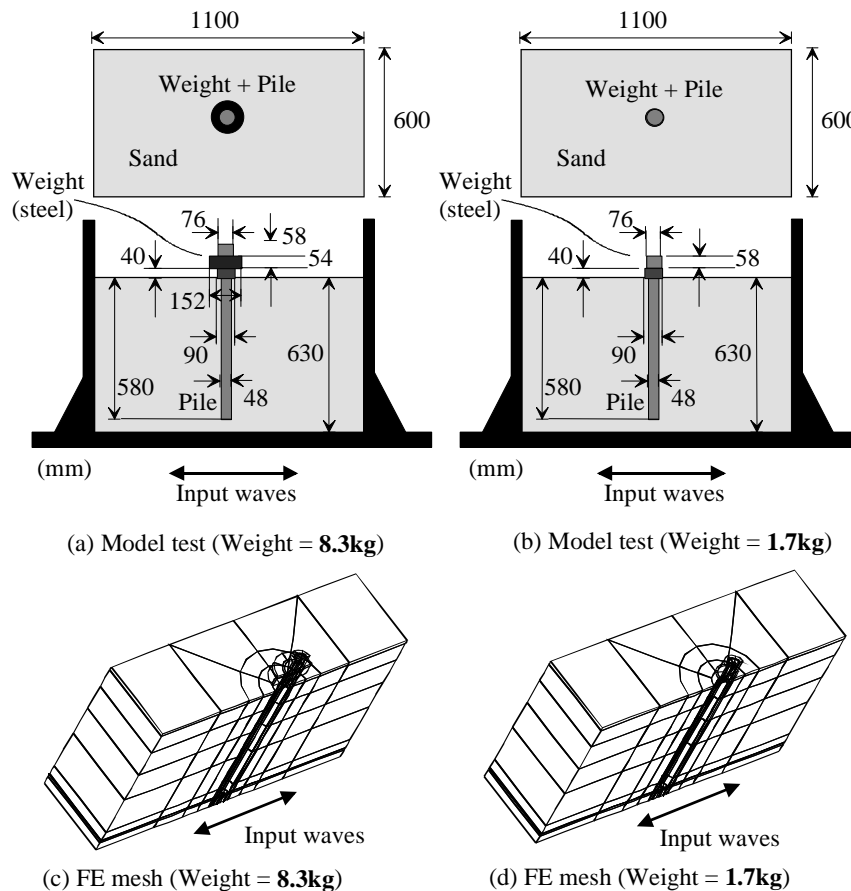 1100
Weight + Pile
600
Sand
Weight
(steel)
76
58
40
54
152
90
630
580
Pile
48
(mm)
Input waves
(a) Model test (Weight = 8.3kg)
1100
Weight + Pile
600
Sand
Weight
(steel)
76
40
58
90
630
580
Pile
48
(mm)
Input waves
(b) Model test (Weight = 1.7kg)
Input waves
(c) FE mesh (Weight = 8.3kg)
Input waves
(d) FE mesh (Weight = 1.7kg)